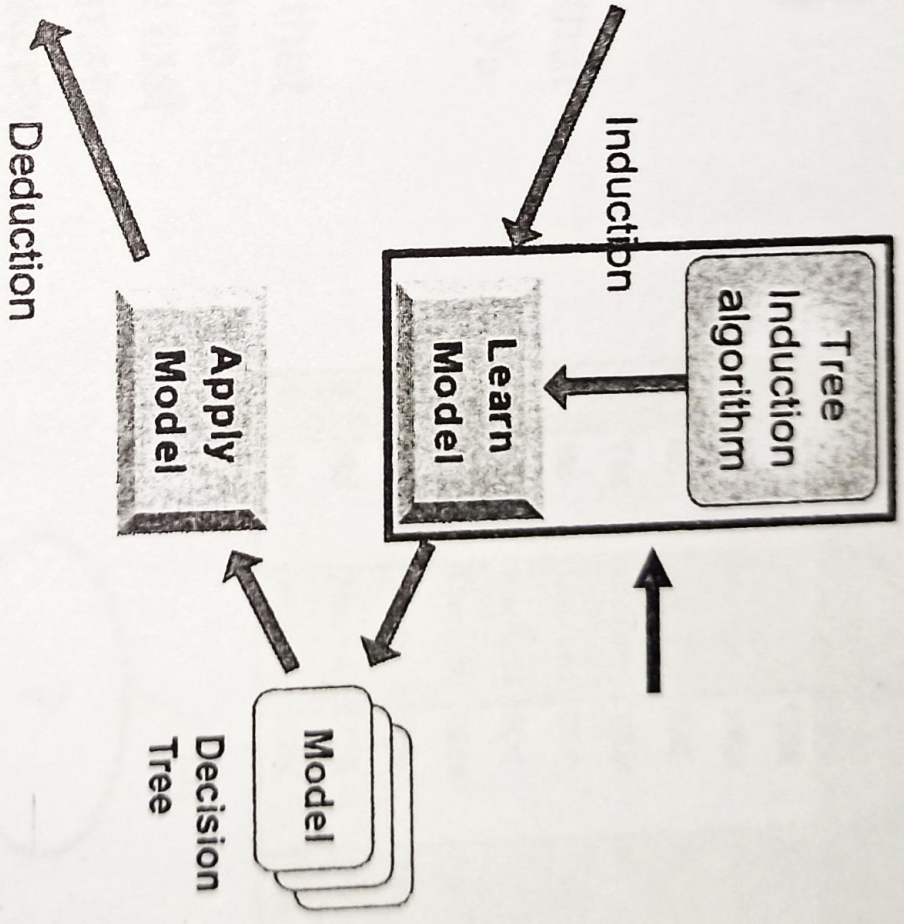 Tree
Induction
algorithm
Induction
Learn
Model
Model
Decision
Tree
Apply
Model
Deduction